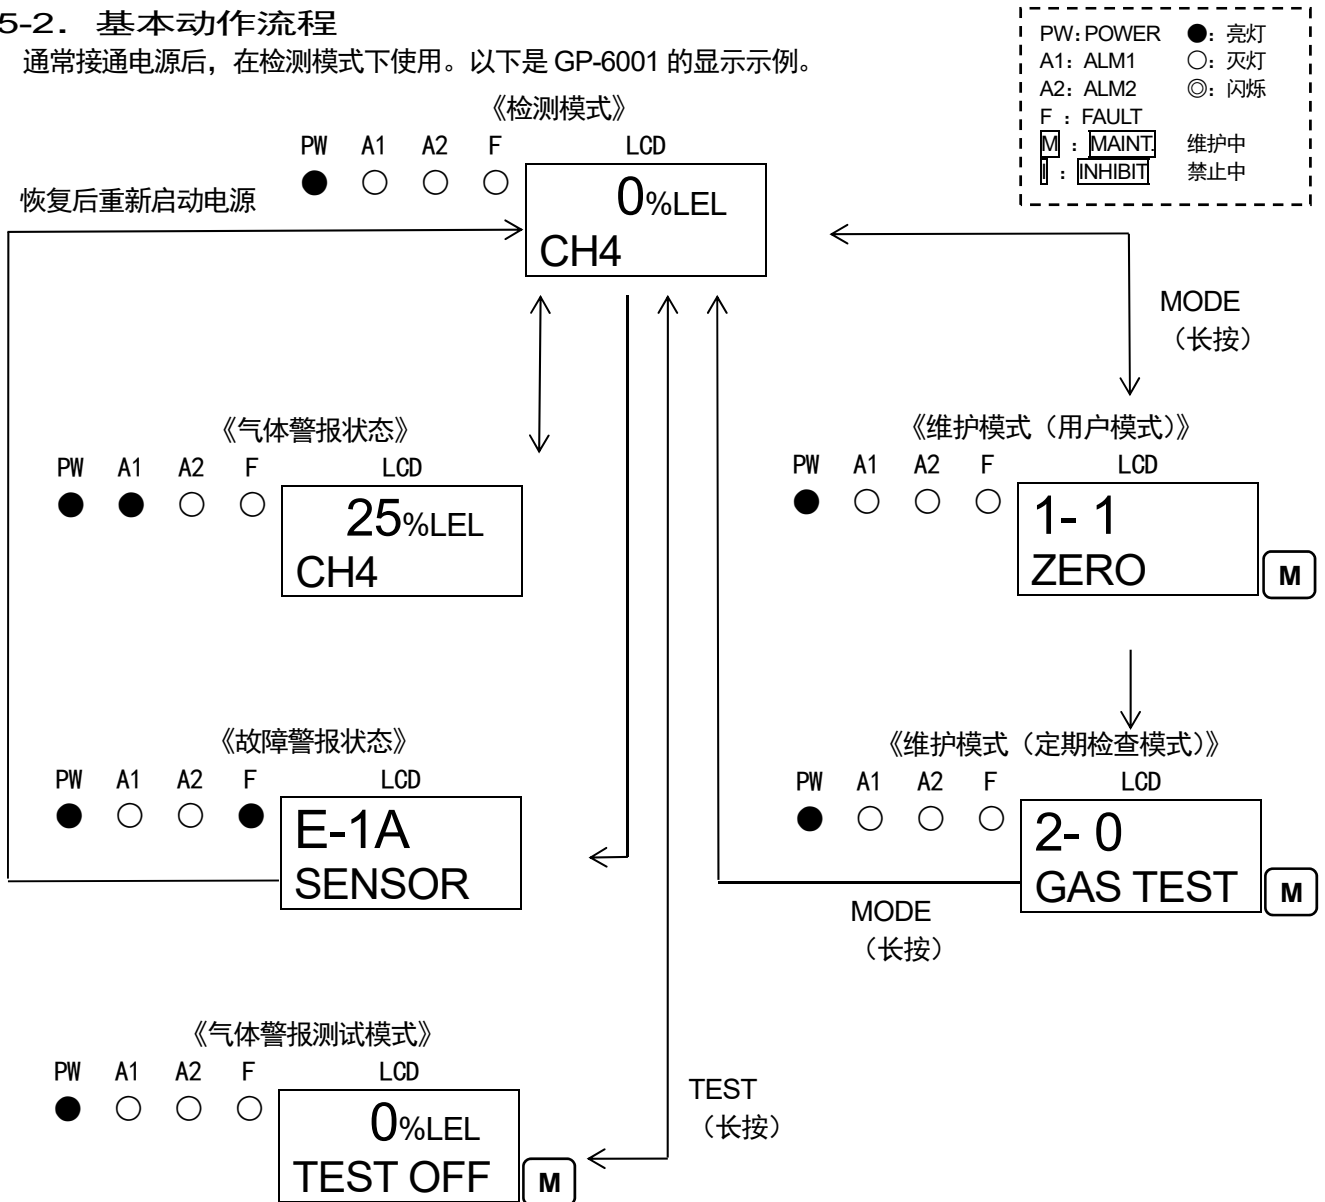 5-2. 基本动作流程
通常接通电源后，在检测模式下使用。以下是 GP-6001 的显示示例。
PW：POWER ●：亮灯
A1：ALM1 ○：灭灯
A2：ALM2 ◎：闪烁
F ：FAULT
M ：MAINT. 维护中
I ：INHIBIT 禁止中
《检测模式》
PW A1 A2 F LCD
● ○ ○ ○
0%LEL
CH4
恢复后重新启动电源
MODE
（长按）
《气体警报状态》
PW A1 A2 F LCD
● ● ○ ○
25%LEL
CH4
《维护模式（用户模式）》
PW A1 A2 F LCD
● ○ ○ ○
1- 1
ZERO
M
《故障警报状态》
PW A1 A2 F LCD
● ○ ○ ●
E-1A
SENSOR
《维护模式（定期检查模式）》
PW A1 A2 F LCD
● ○ ○ ○
2- 0
GAS TEST
M
MODE
（长按）
《气体警报测试模式》
PW A1 A2 F LCD
● ○ ○ ○
0%LEL
TEST OFF
M
TEST
（长按）